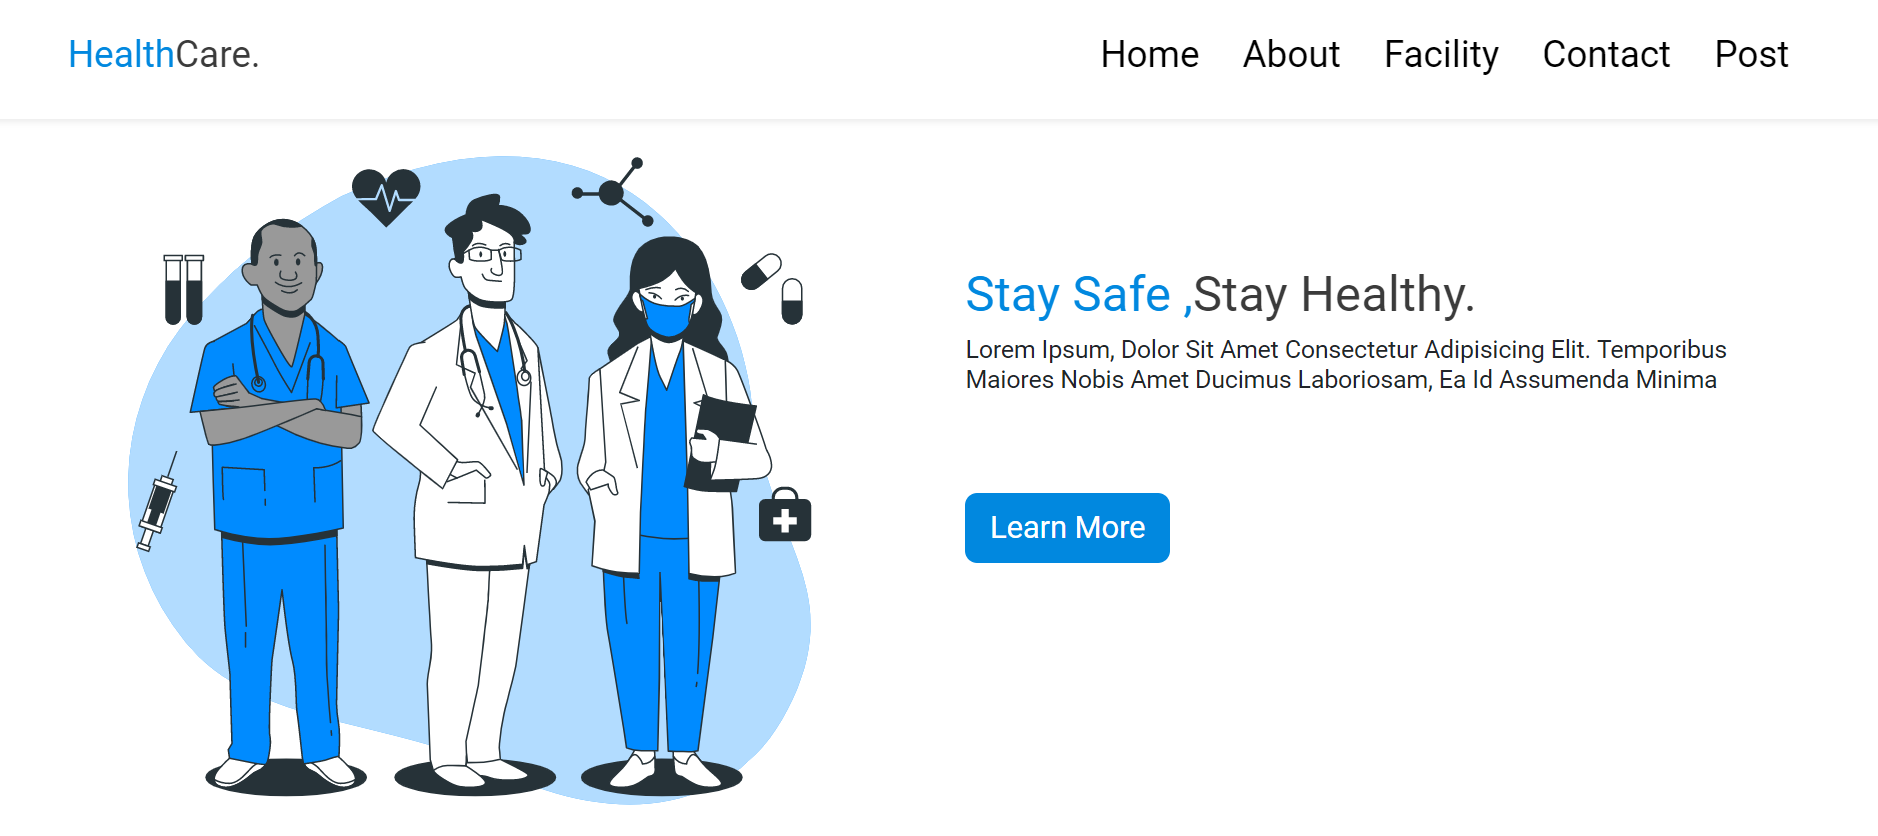 HealthCare.
Home About Facility Contact Post
Stay Safe ,Stay Healthy.
Lorem Ipsum, Dolor Sit Amet Consectetur Adipisicing Elit. Temporibus
Maiores Nobis Amet Ducimus Laboriosam, Ea Id Assumenda Minima
Learn More